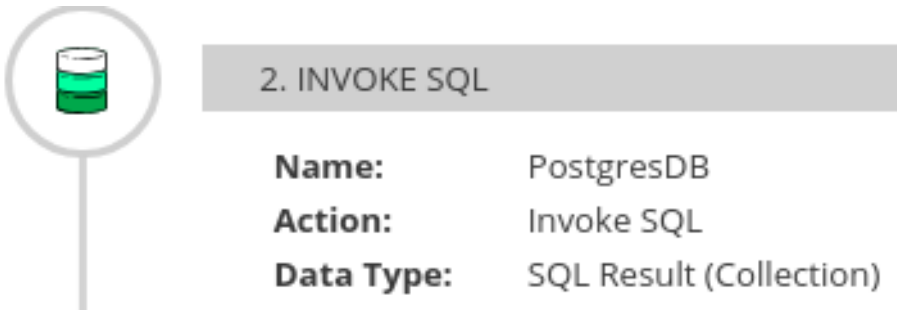 2. INVOKE SQL
Name: PostgresDB
Action: Invoke SQL
Data Type: SQL Result (Collection)